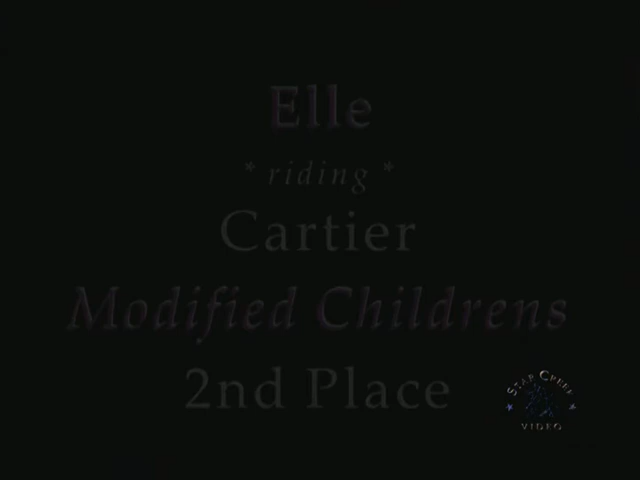 Elle
* riding *
Cartier
Modified Childrens
2nd Place
STAR CREEK
VIDEO